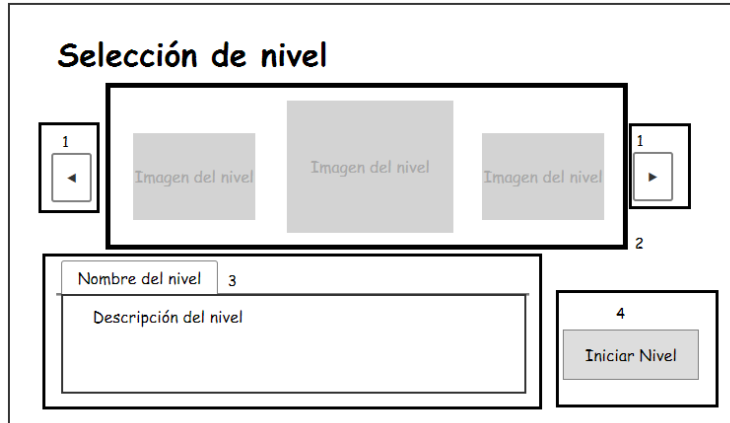 Selección de nivel
1
◄
Imagen del nivel
Imagen del nivel
Imagen del nivel
1
►
2
Nombre del nivel
3
Descripción del nivel
4
Iniciar Nivel